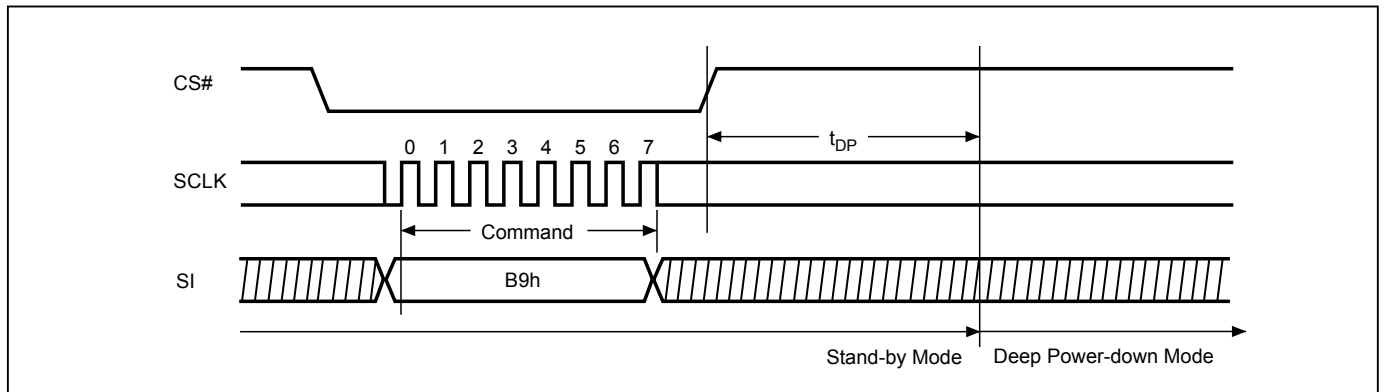 CS#
tDP
0 1 2 3 4 5 6 7
SCLK
Command
SI
B9h
Stand-by Mode
Deep Power-down Mode